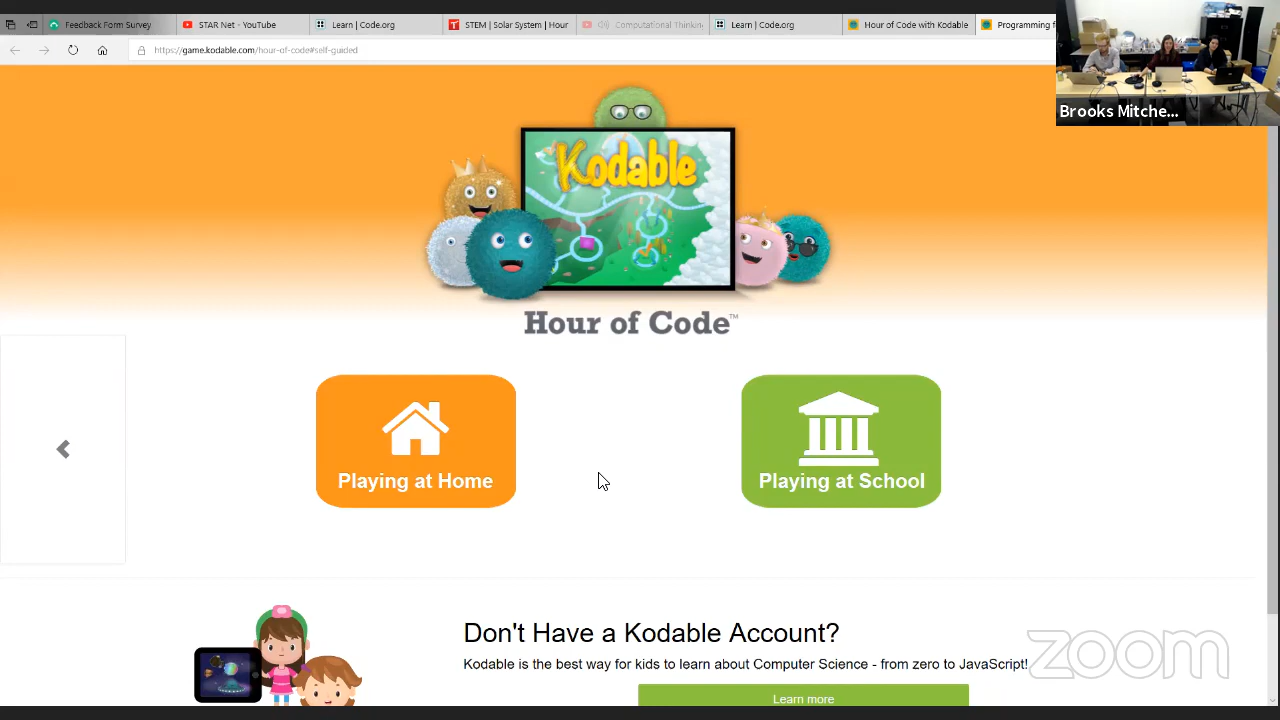 Feedback Form Survey
STAR Net - YouTube
Learn | Code.org
STEM | Solar System | Hour
Computational Thinking
Learn | Code.org
Hour of Code with Kodable
Programming f
https://game.kodable.com/hour-of-code#self-guided
Brooks Mitche...
Kodable
Hour of Code™
Playing at Home
Playing at School
Don't Have a Kodable Account?
Kodable is the best way for kids to learn about Computer Science - from zero to JavaScript!
Learn more
zoom